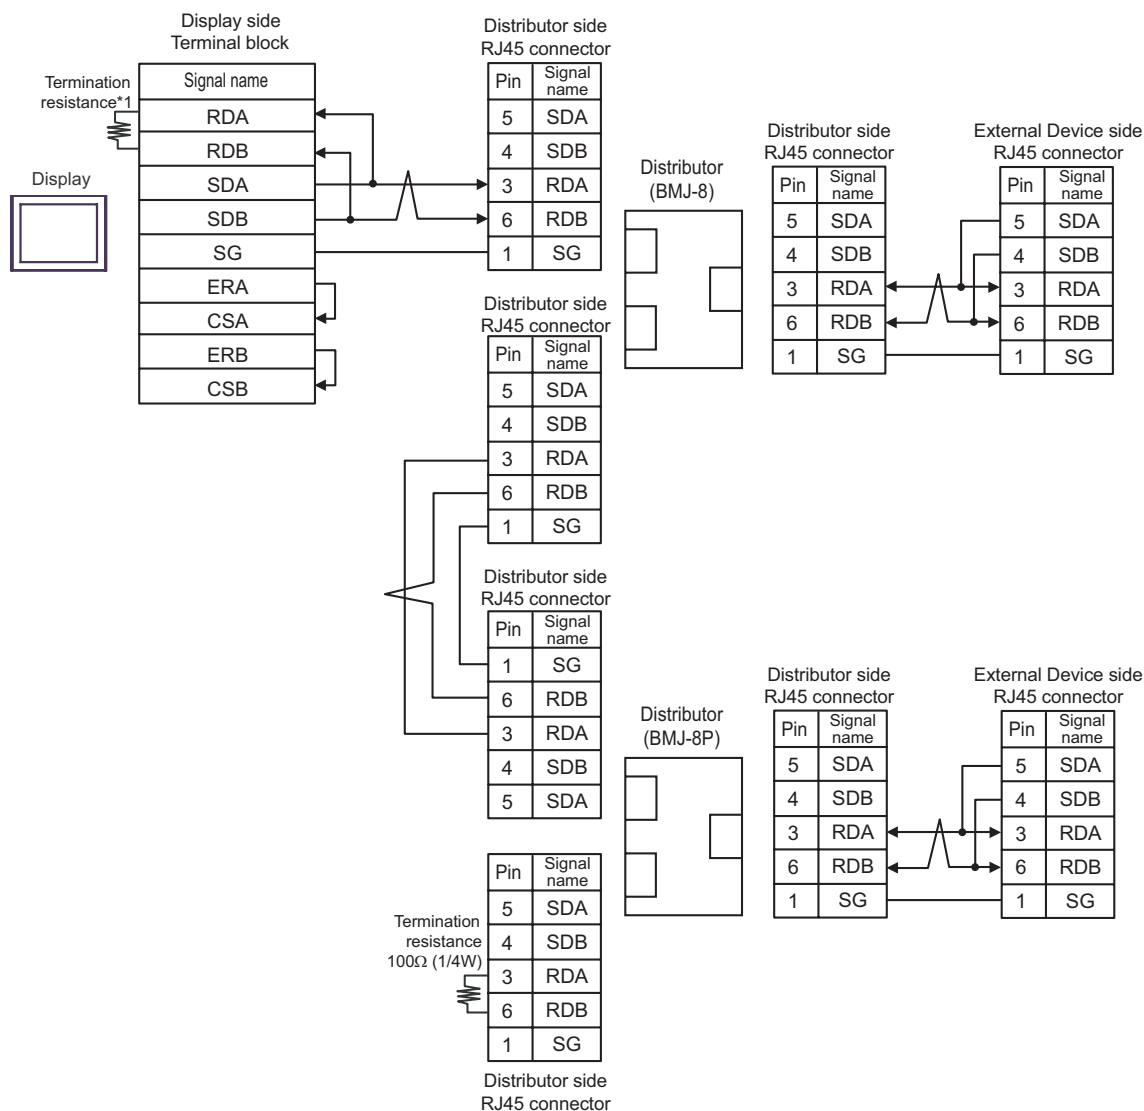 Display side
Terminal block
Termination
resistance*1
Signal name
RDA
RDB
SDA
SDB
SG
ERA
CSA
ERB
CSB
Display
Distributor side
RJ45 connector
Pin Signal name
5 SDA
4 SDB
3 RDA
6 RDB
1 SG
Distributor
(BMJ-8)
Distributor side
RJ45 connector
Pin Signal name
5 SDA
4 SDB
3 RDA
6 RDB
1 SG
External Device side
RJ45 connector
Pin Signal name
5 SDA
4 SDB
3 RDA
6 RDB
1 SG
Distributor side
RJ45 connector
Pin Signal name
5 SDA
4 SDB
3 RDA
6 RDB
1 SG
Distributor side
RJ45 connector
Pin Signal name
1 SG
6 RDB
3 RDA
4 SDB
5 SDA
Distributor
(BMJ-8P)
Distributor side
RJ45 connector
Pin Signal name
5 SDA
4 SDB
3 RDA
6 RDB
1 SG
External Device side
RJ45 connector
Pin Signal name
5 SDA
4 SDB
3 RDA
6 RDB
1 SG
Termination
resistance
100Ω (1/4W)
Pin Signal name
5 SDA
4 SDB
3 RDA
6 RDB
1 SG
Distributor side
RJ45 connector